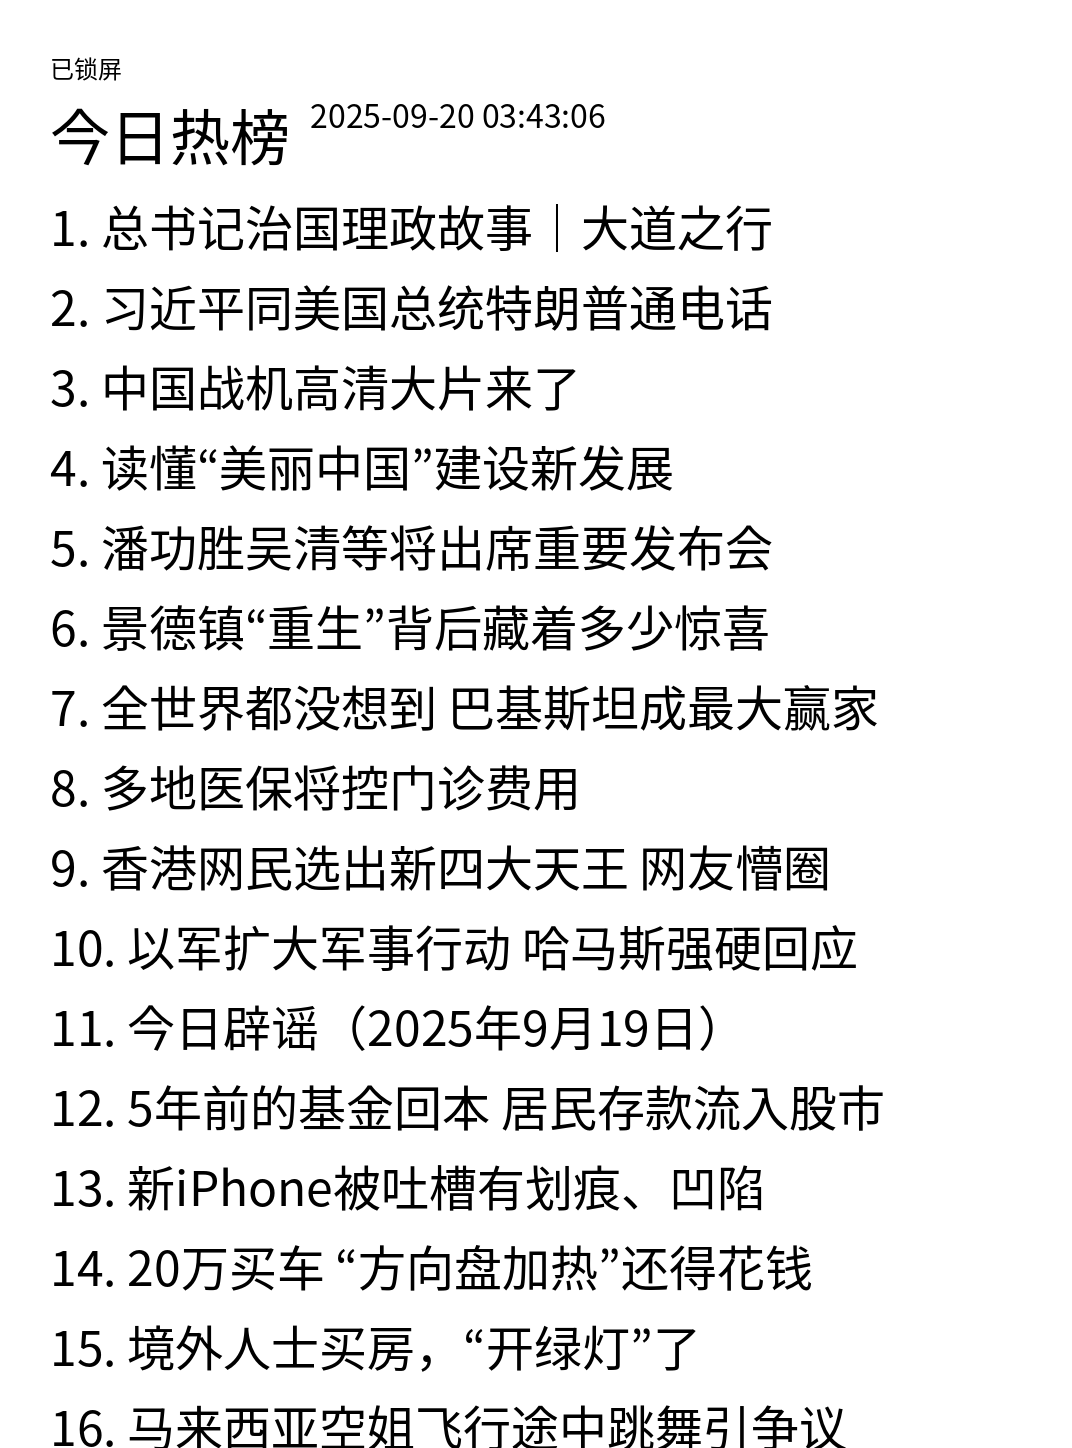 已锁屏
今日热榜 2025-09-20 03:43:06
1. 总书记治国理政故事｜大道之行
2. 习近平同美国总统特朗普通电话
3. 中国战机高清大片来了
4. 读懂“美丽中国”建设新发展
5. 潘功胜吴清等将出席重要发布会
6. 景德镇“重生”背后藏着多少惊喜
7. 全世界都没想到 巴基斯坦成最大赢家
8. 多地医保将控门诊费用
9. 香港网民选出新四大天王 网友懵圈
10. 以军扩大军事行动 哈马斯强硬回应
11. 今日辟谣（2025年9月19日）
12. 5年前的基金回本 居民存款流入股市
13. 新iPhone被吐槽有划痕、凹陷
14. 20万买车 “方向盘加热”还得花钱
15. 境外人士买房，“开绿灯”了
16. 马来西亚空姐飞行途中跳舞引争议